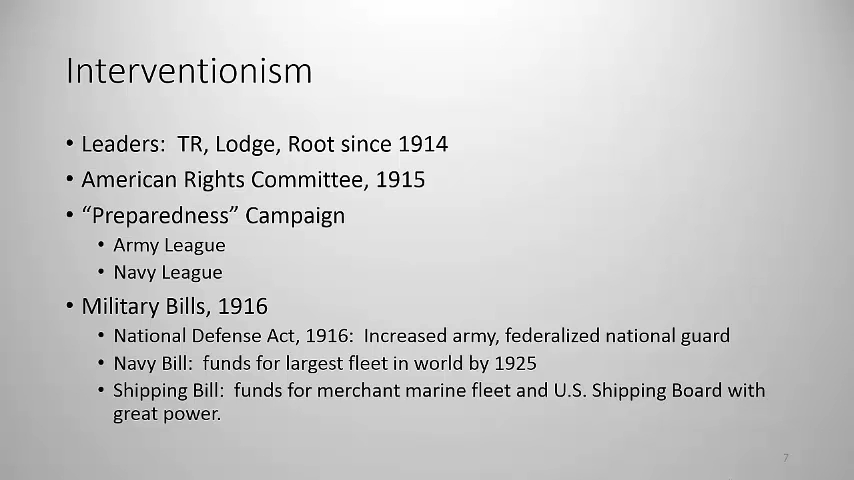 Interventionism
• Leaders:  TR, Lodge, Root since 1914
• American Rights Committee, 1915
• “Preparedness” Campaign
• Army League
• Navy League
• Military Bills, 1916
• National Defense Act, 1916:  Increased army, federalized national guard
• Navy Bill:  funds for largest fleet in world by 1925
• Shipping Bill:  funds for merchant marine fleet and U.S. Shipping Board with
great power.
7